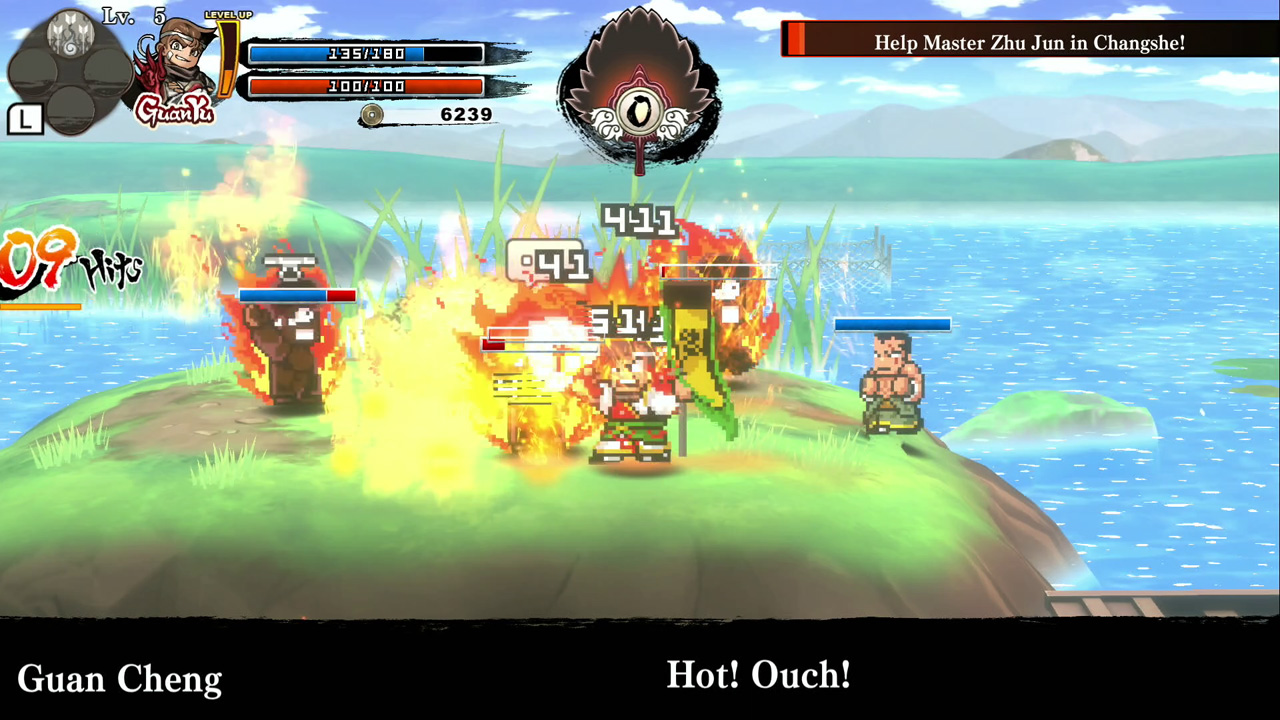 Lv. 5
LEVEL UP
135/180
100/100
GuanYu
6239
L
Help Master Zhu Jun in Changshe!
09 Hits
411
41
Guan Cheng
Hot! Ouch!